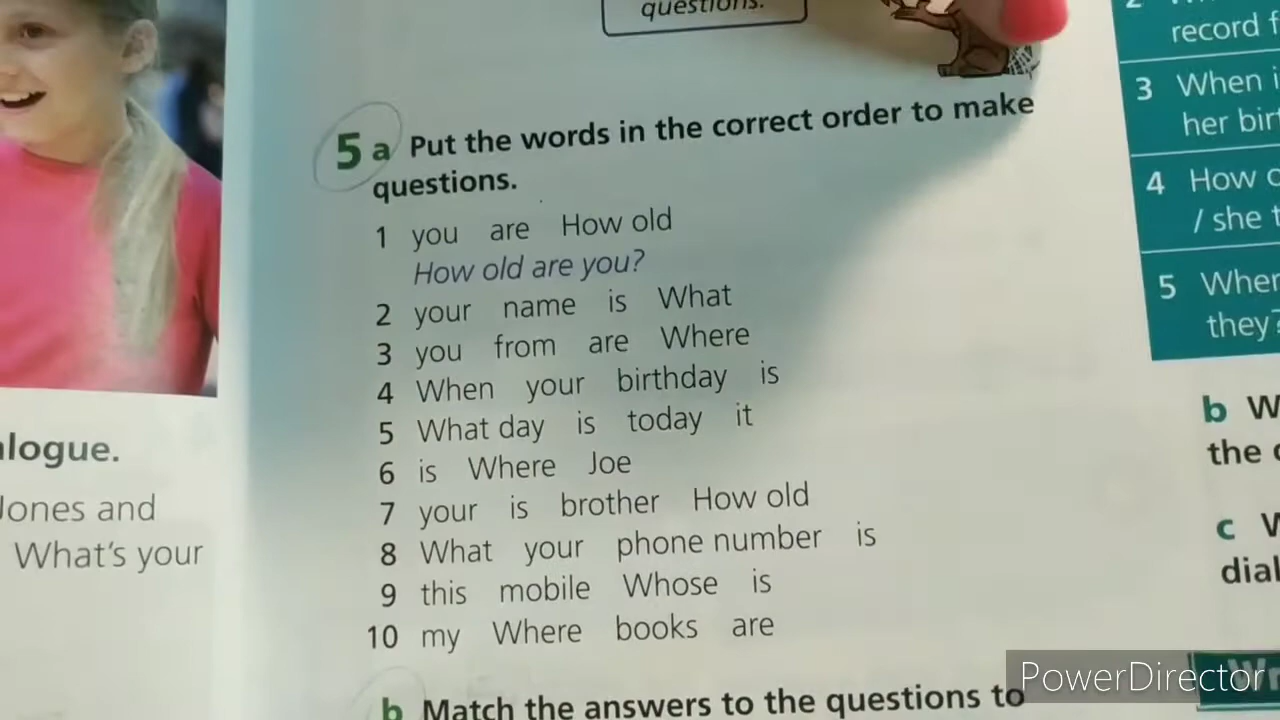 questions.
5 a Put the words in the correct order to make
questions.
1 you are How old
How old are you?
2 your name is What
3 you from are Where
4 When your birthday is
5 What day is today it
6 is Where Joe
7 your is brother How old
8 What your phone number is
9 this mobile Whose is
10 my Where books are
b Match the answers to the questions to
logue.
Jones and
What's your
2
record f
3 When i
her birt
4 How o
/ she t
5 Wher
they?
b W
the
c W
dial
PowerDirector